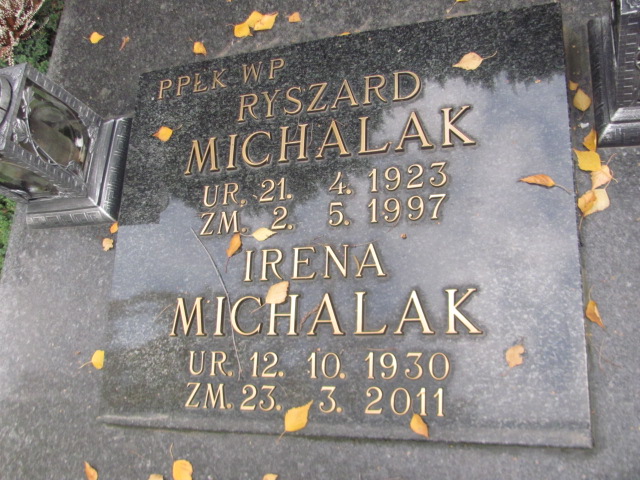 PPŁK WP
RYSZARD
MICHALAK
UR. 21. 4. 1923
ZM. 2. 5. 1997
IRENA
MICHALAK
UR. 12. 10. 1930
ZM. 23. 3. 2011